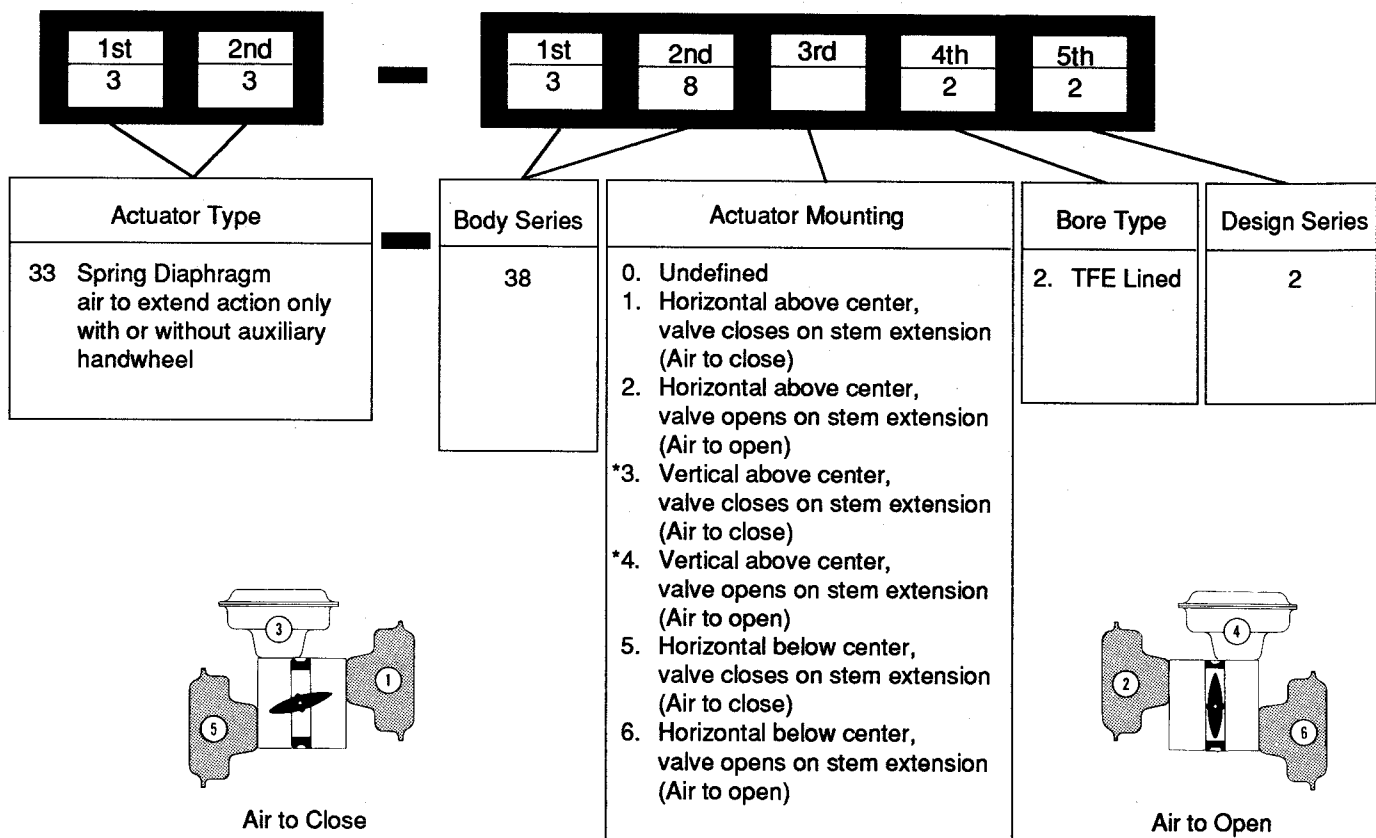 1st 2nd 1st 2nd 3rd 4th 5th
3 3 3 8 2 2
Actuator Type
33 Spring Diaphragm
air to extend action only
with or without auxiliary
handwheel
Body Series
38
Actuator Mounting
0. Undefined
1. Horizontal above center,
valve closes on stem extension
(Air to close)
2. Horizontal above center,
valve opens on stem extension
(Air to open)
*3. Vertical above center,
valve closes on stem extension
(Air to close)
*4. Vertical above center,
valve opens on stem extension
(Air to open)
5. Horizontal below center,
valve closes on stem extension
(Air to close)
6. Horizontal below center,
valve opens on stem extension
(Air to open)
Bore Type
2. TFE Lined
Design Series
2
3
1
5
Air to Close
4
2
6
Air to Open